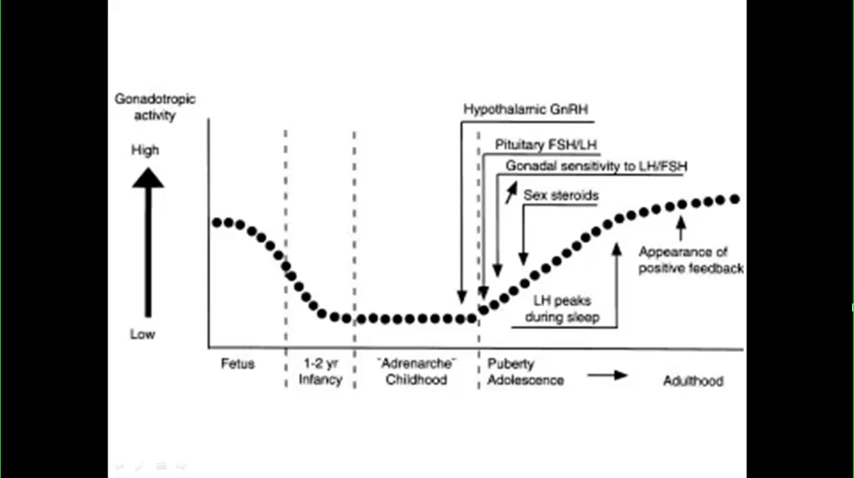 Gonadotropic
activity
High
Low
Hypothalamic GnRH
Pituitary FSH/LH
Gonadal sensitivity to LH/FSH
Sex steroids
Appearance of
positive feedback
LH peaks
during sleep
Fetus
1-2 yr
Infancy
"Adrenarche"
Childhood
Puberty
Adolescence
Adulthood